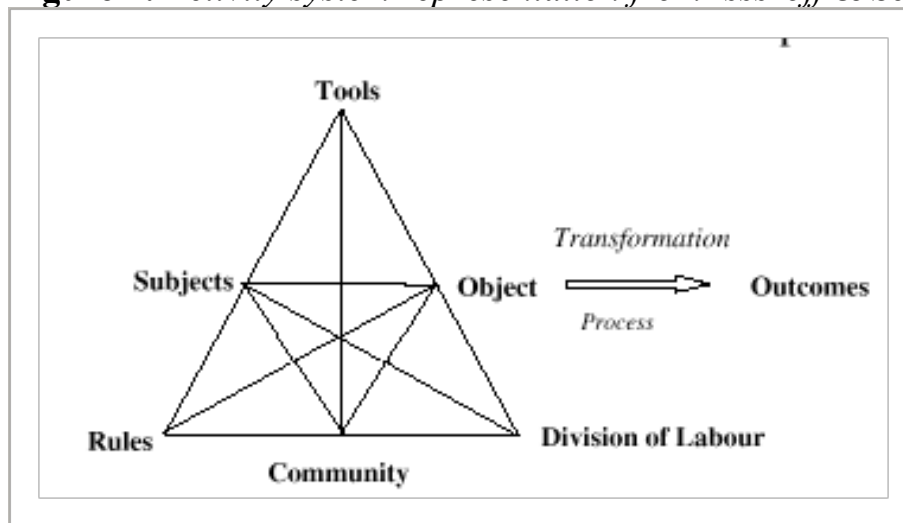 Tools
Transformation
Subjects
Object
Outcomes
Process
Rules
Division of Labour
Community